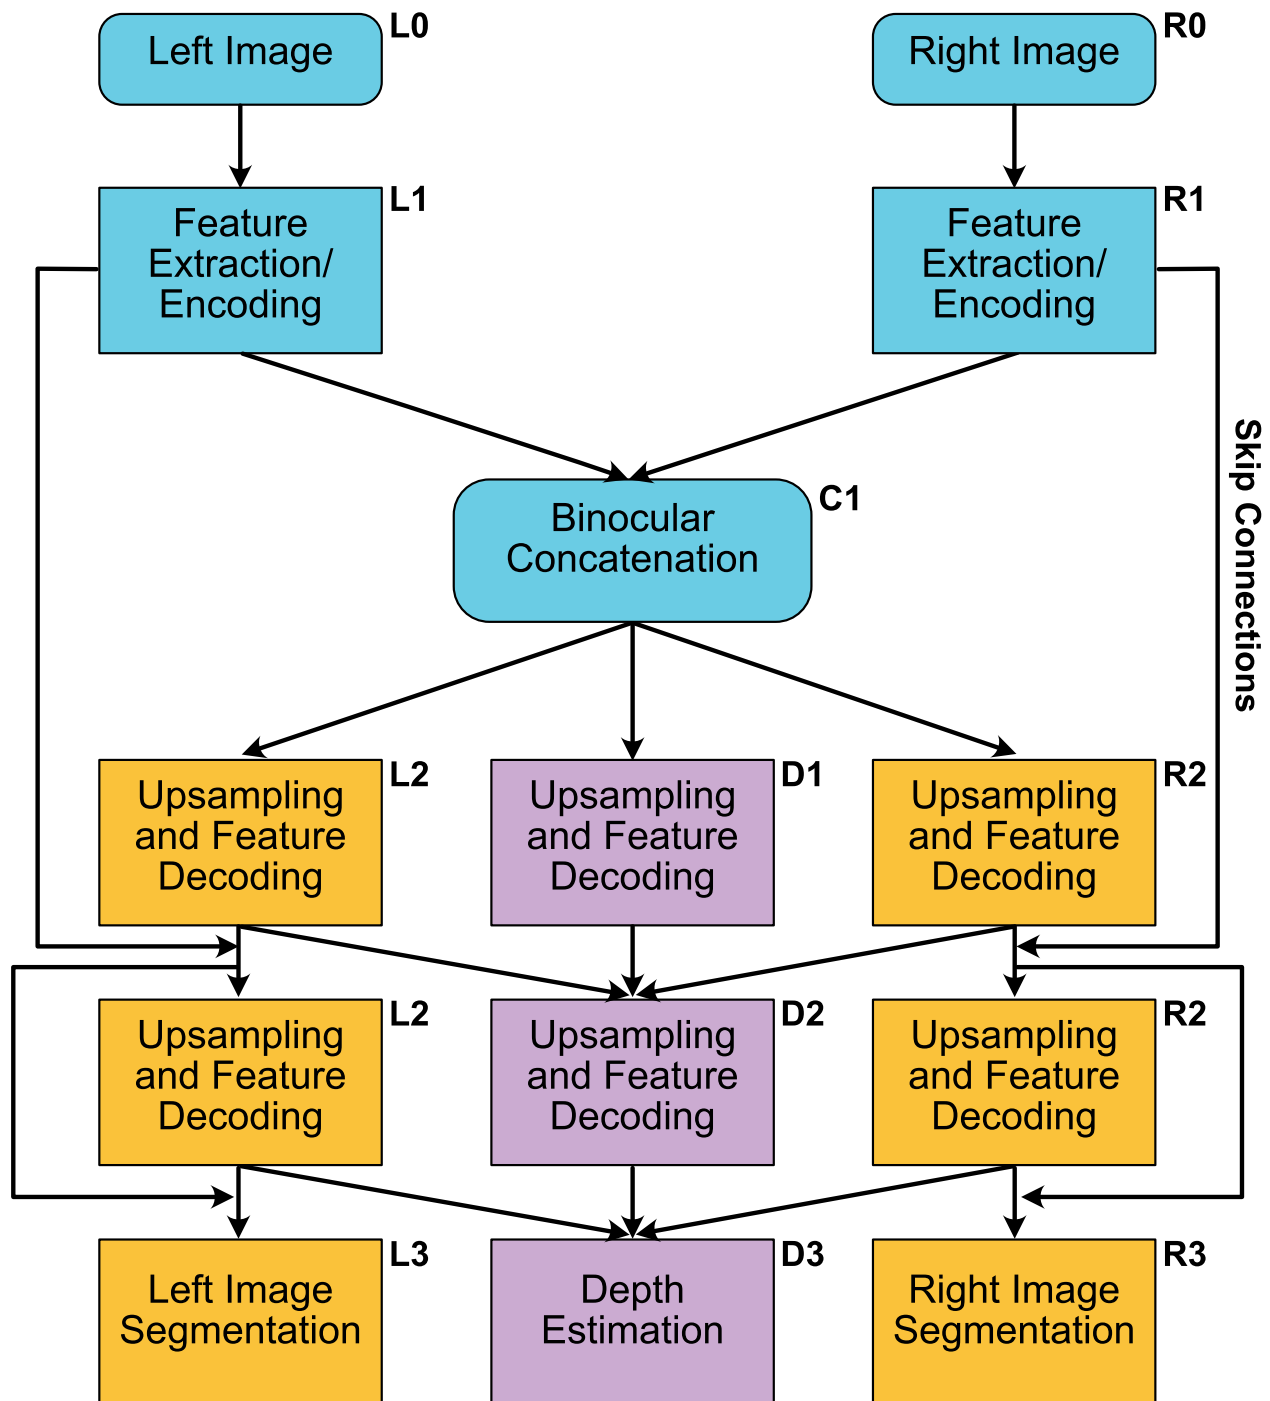 Left Image
L0
Right Image
R0
Feature
Extraction/
Encoding
L1
Feature
Extraction/
Encoding
R1
Skip Connections
Binocular
Concatenation
C1
Upsampling
and Feature
Decoding
L2
Upsampling
and Feature
Decoding
D1
Upsampling
and Feature
Decoding
R2
Upsampling
and Feature
Decoding
L2
Upsampling
and Feature
Decoding
D2
Upsampling
and Feature
Decoding
R2
Left Image
Segmentation
L3
Depth
Estimation
D3
Right Image
Segmentation
R3